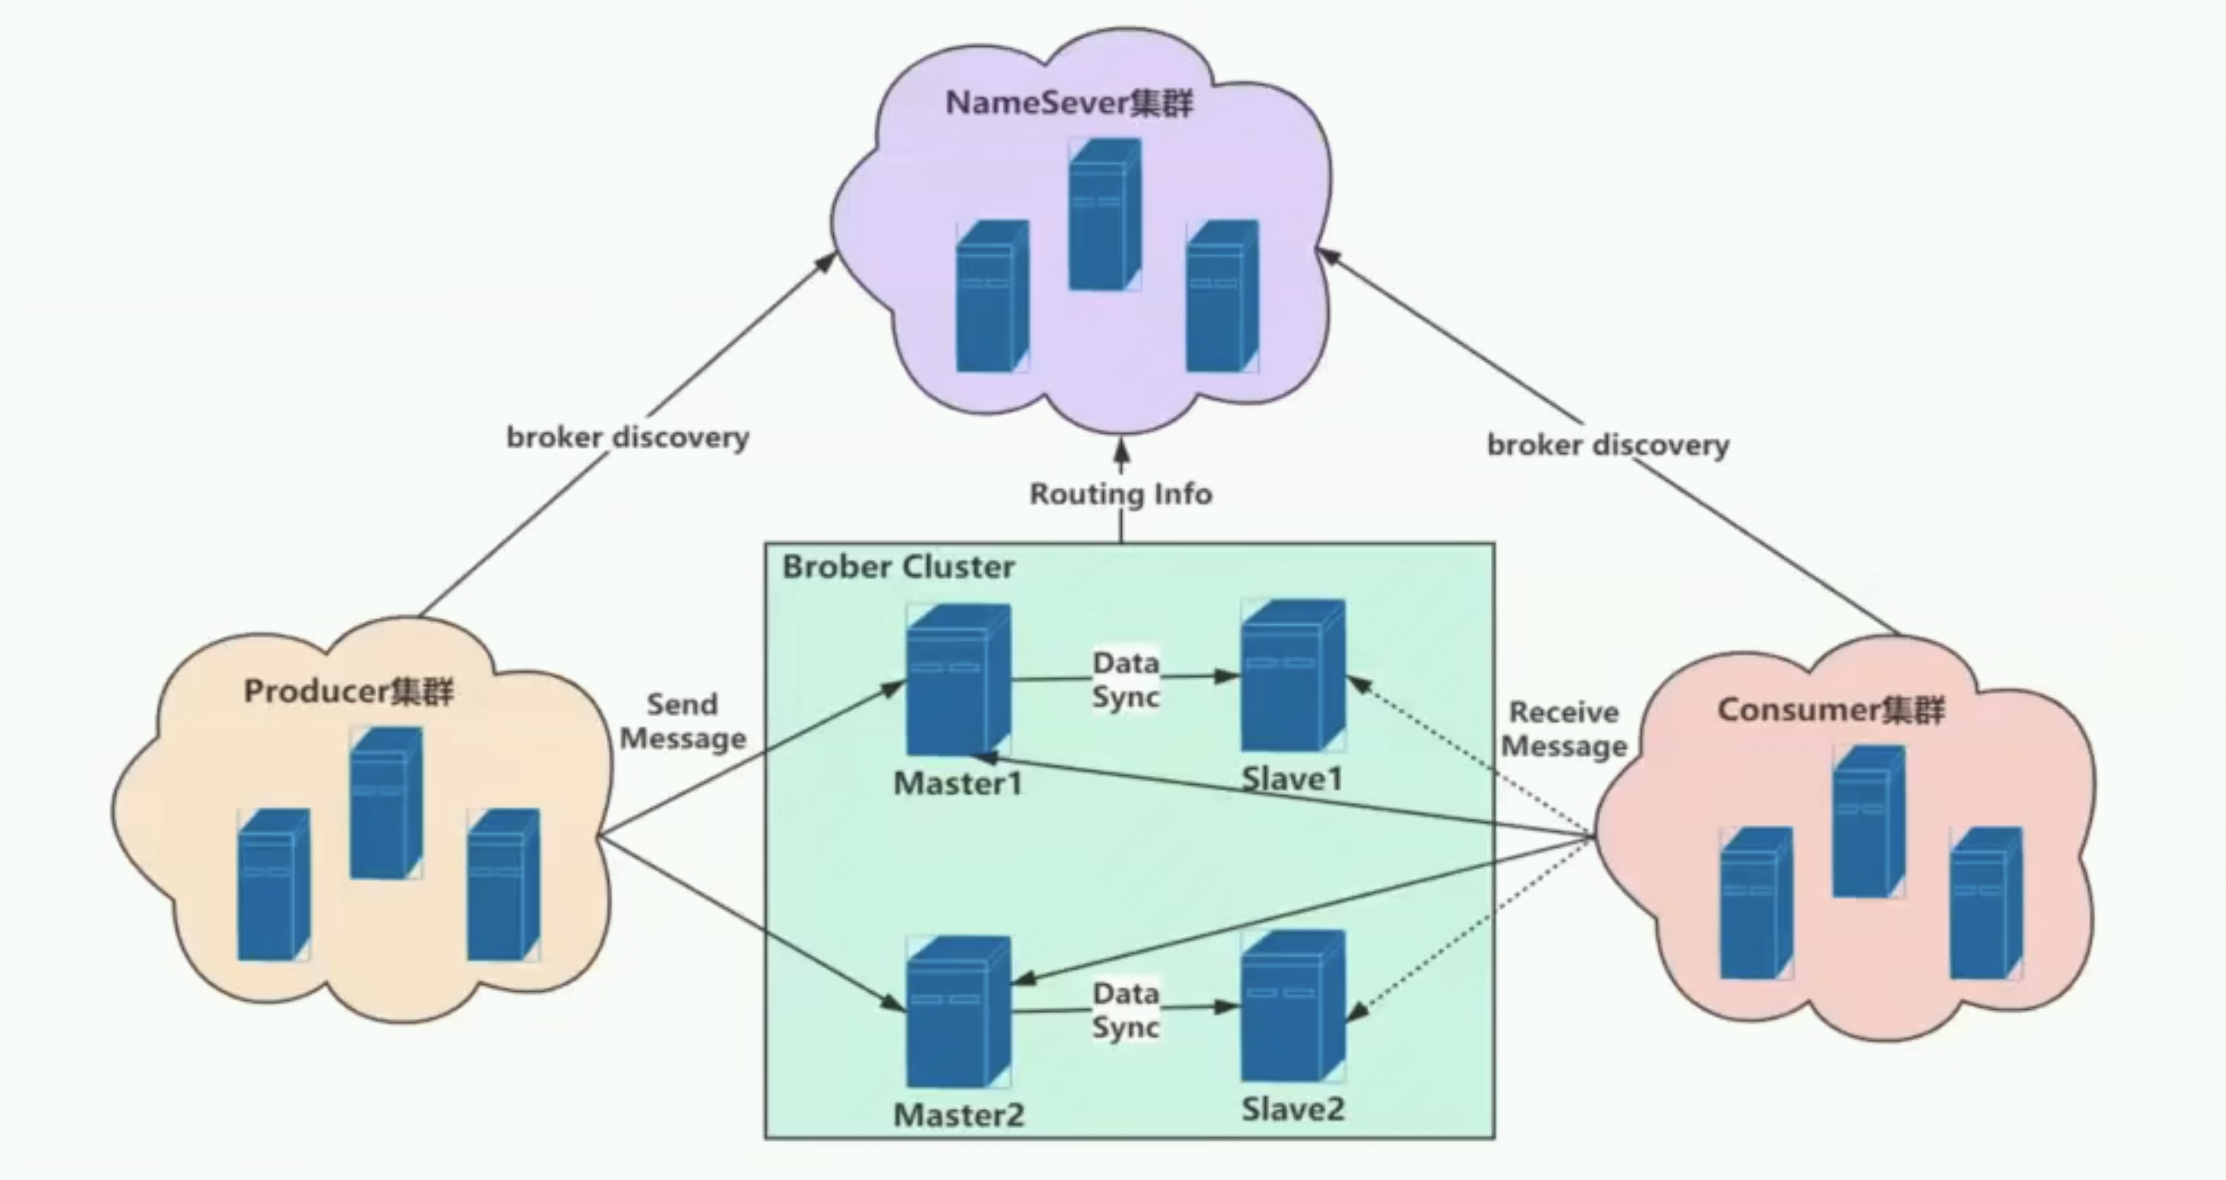 NameSever集群
broker discovery
broker discovery
Routing Info
Brober Cluster
Producer集群
Send
Message
Data
Sync
Master1
Slave1
Receive
Message
Consumer集群
Data
Sync
Master2
Slave2